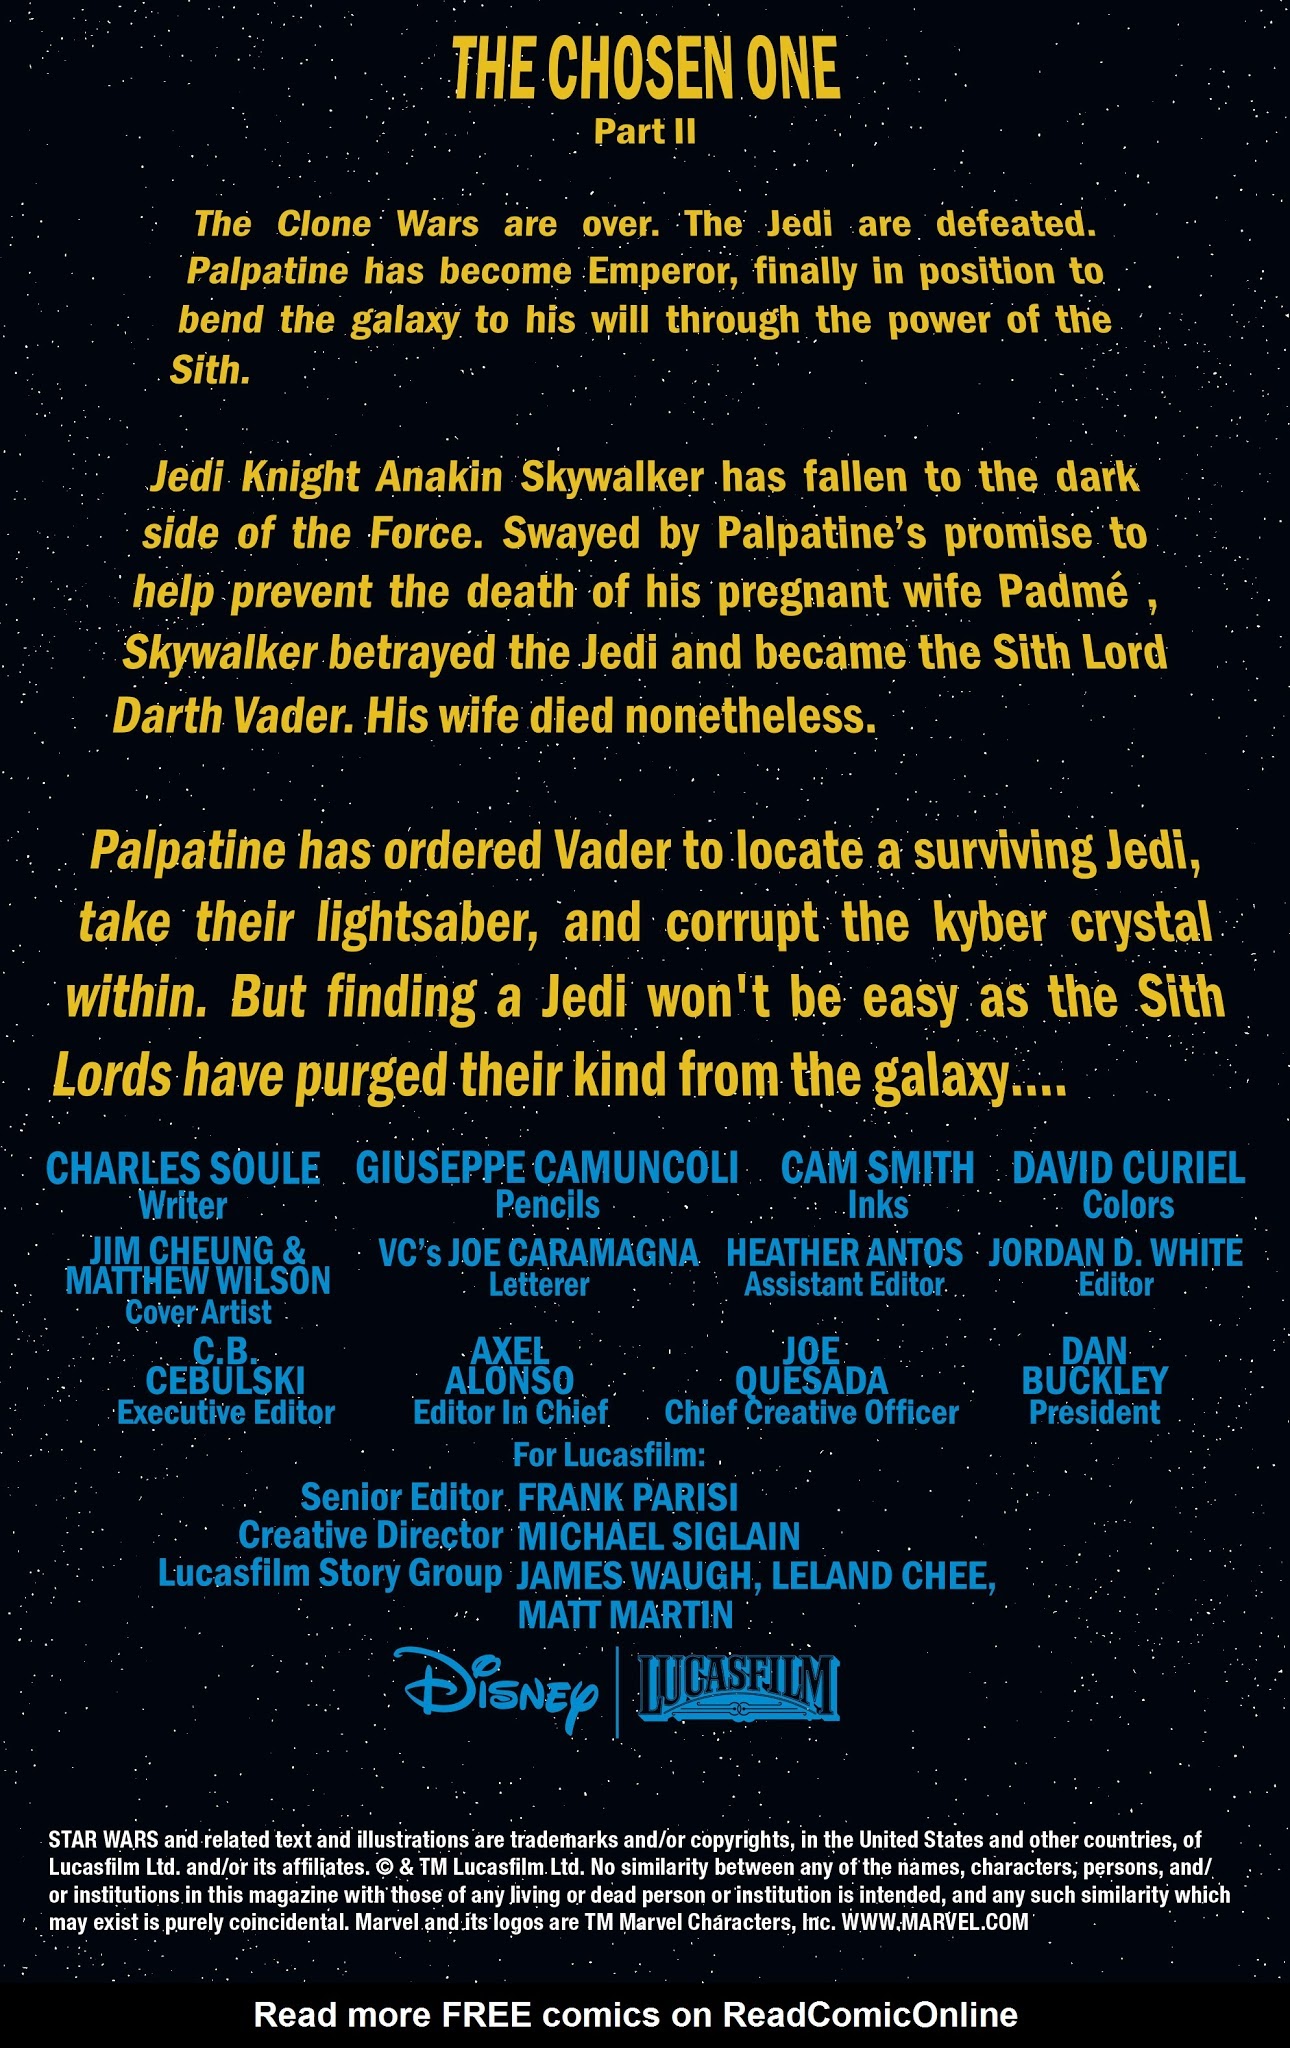 THE CHOSEN ONE
Part II
The Clone Wars are over. The Jedi are defeated.
Palpatine has become Emperor, finally in position to
bend the galaxy to his will through the power of the
Sith.
Jedi Knight Anakin Skywalker has fallen to the dark
side of the Force. Swayed by Palpatine's promise to
help prevent the death of his pregnant wife Padmé ,
Skywalker betrayed the Jedi and became the Sith Lord
Darth Vader. His wife died nonetheless.
Palpatine has ordered Vader to locate a surviving Jedi,
take their lightsaber, and corrupt the kyber crystal
within. But finding a Jedi won't be easy as the Sith
Lords have purged their kind from the galaxy....
CHARLES SOULE GIUSEPPE CAMUNCOLI CAM SMITH DAVID CURIEL
Writer Pencils Inks Colors
JIM CHEUNG &
MATTHEW WILSON
Cover Artist
VC's JOE CARAMAGNA
Letterer
HEATHER ANTOS
Assistant Editor
JORDAN D. WHITE
Editor
C.B.
CEBULSKI
Executive Editor
AXEL
ALONSO
Editor In Chief
JOE
QUESADA
Chief Creative Officer
DAN
BUCKLEY
President
For Lucasfilm:
Senior Editor FRANK PARISI
Creative Director MICHAEL SIGLAIN
Lucasfilm Story Group JAMES WAUGH, LELAND CHEE,
MATT MARTIN
DISNEY LUCASFILM
STAR WARS and related text and illustrations are trademarks and/or copyrights, in the United States and other countries, of
Lucasfilm Ltd. and/or its affiliates. © & TM Lucasfilm Ltd. No similarity between any of the names, characters, persons, and/
or institutions in this magazine with those of any living or dead person or institution is intended, and any such similarity which
may exist is purely coincidental. Marvel and its logos are TM Marvel Characters, Inc. WWW.MARVEL.COM
Read more FREE comics on ReadComicOnline